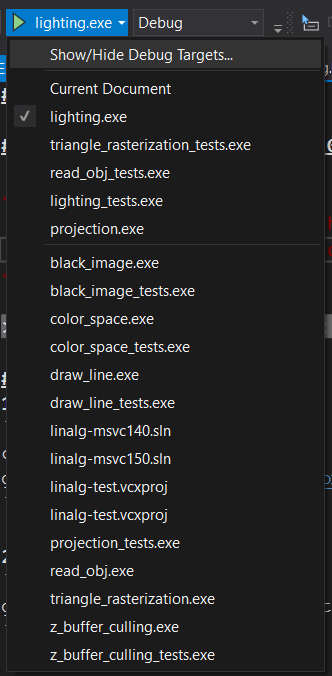 lighting.exe Debug
Show/Hide Debug Targets...
Current Document
lighting.exe
triangle_rasterization_tests.exe
read_obj_tests.exe
lighting_tests.exe
projection.exe
black_image.exe
black_image_tests.exe
color_space.exe
color_space_tests.exe
draw_line.exe
draw_line_tests.exe
linalg-msvc140.sln
linalg-msvc150.sln
linalg-test.vcxproj
linalg-test.vcxproj
projection_tests.exe
read_obj.exe
triangle_rasterization.exe
z_buffer_culling.exe
z_buffer_culling_tests.exe